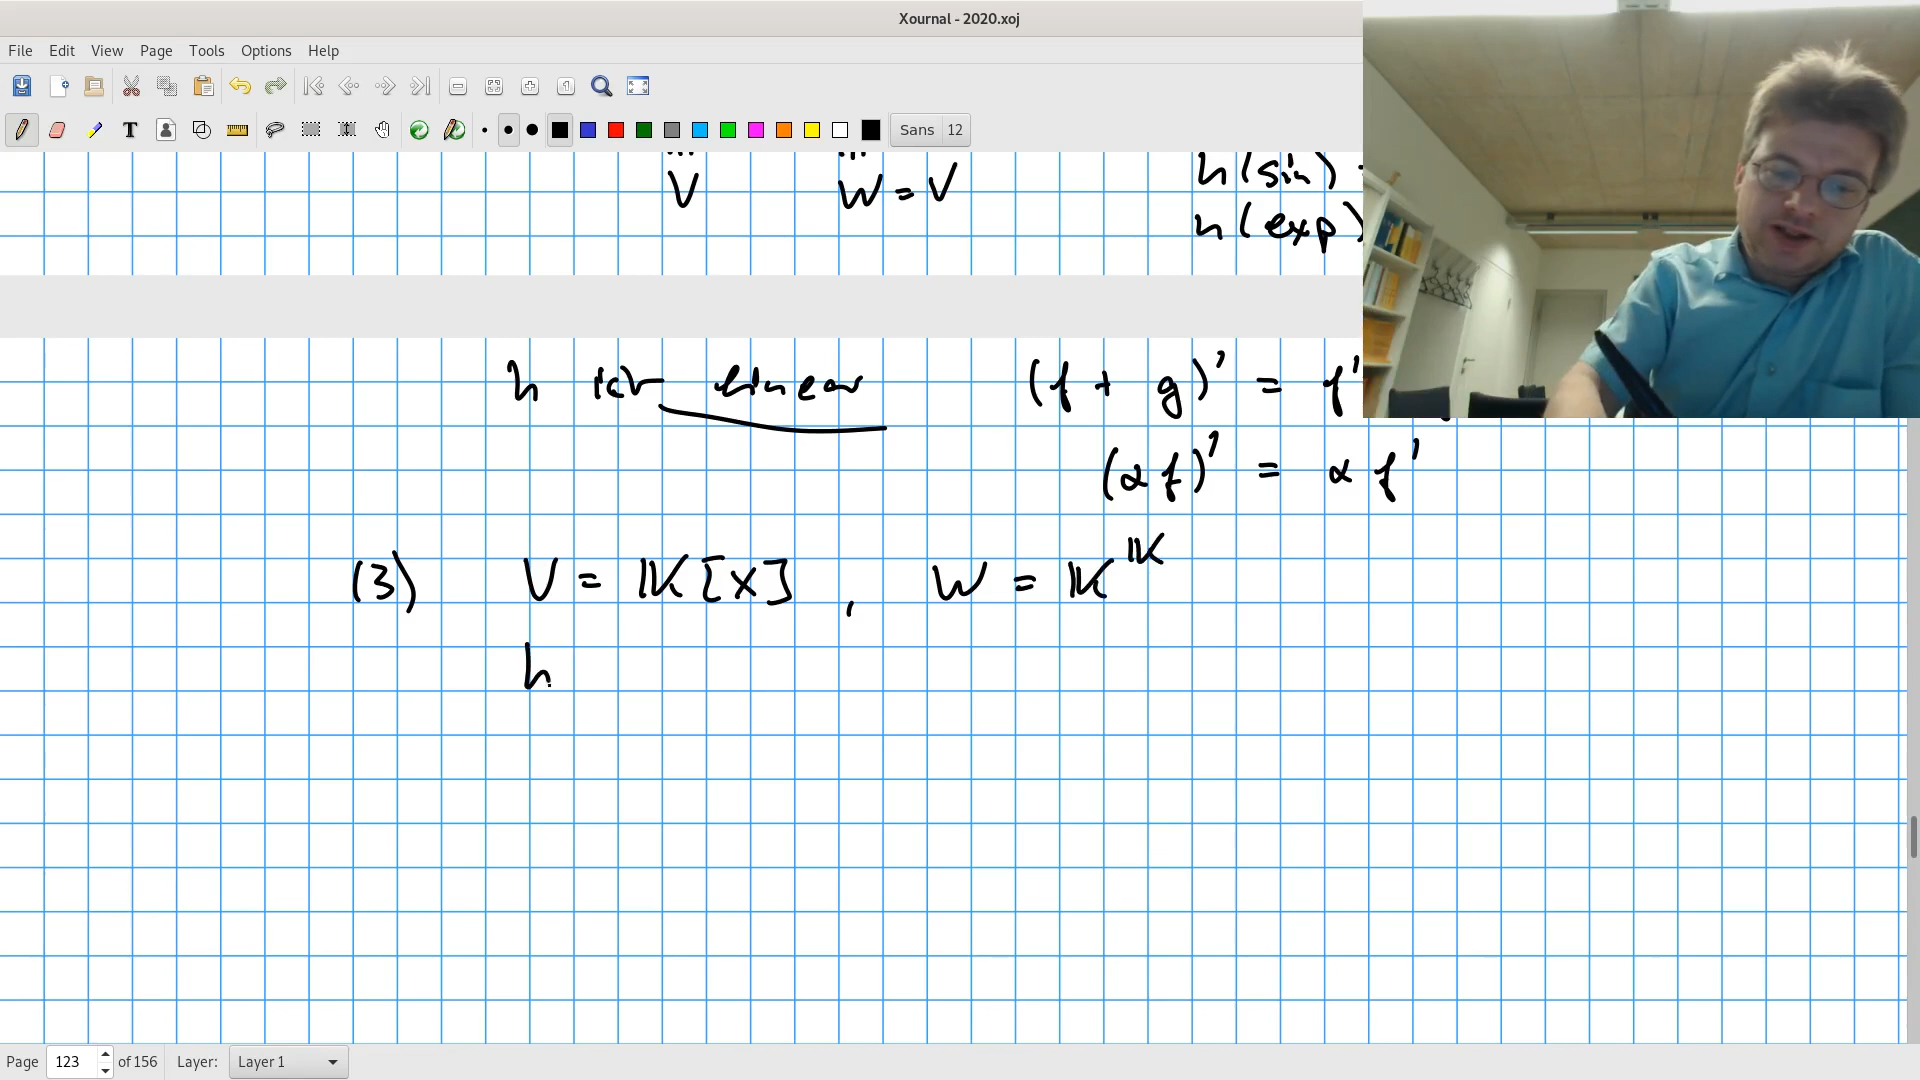 Xournal - 2020.xoj
File Edit View Page Tools Options Help
Sans 12
V W = V h(sin)
h(exp)
h ist linear (f + g)' = f'
(αf)' = αf'
(3) V = 𝕂[X], W = 𝕂^𝕂
h
Page 123 of 156 Layer: Layer 1